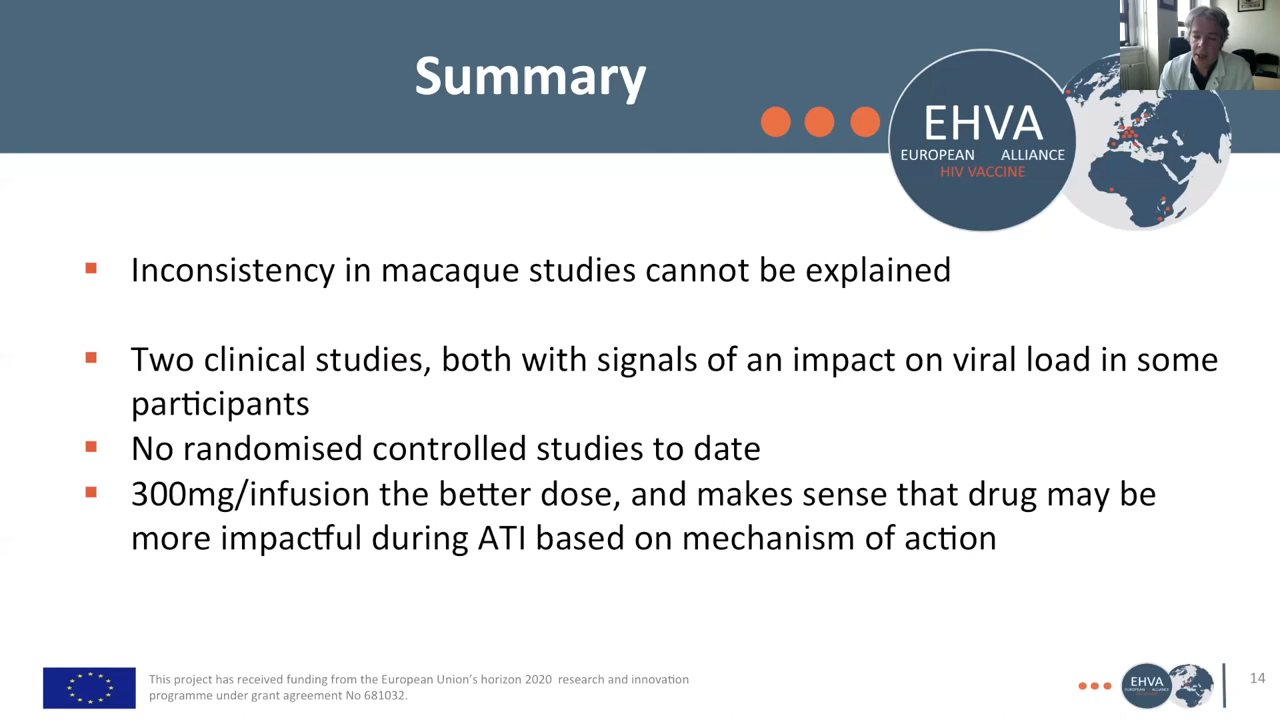 Summary
EHVA
EUROPEAN ALLIANCE
HIV VACCINE
Inconsistency in macaque studies cannot be explained
Two clinical studies, both with signals of an impact on viral load in some
participants
No randomised controlled studies to date
300mg/infusion the better dose, and makes sense that drug may be
more impactful during ATI based on mechanism of action
This project has received funding from the European Union's horizon 2020 research and innovation
programme under grant agreement No 681032.
EHVA
EUROPEAN ALLIANCE
14